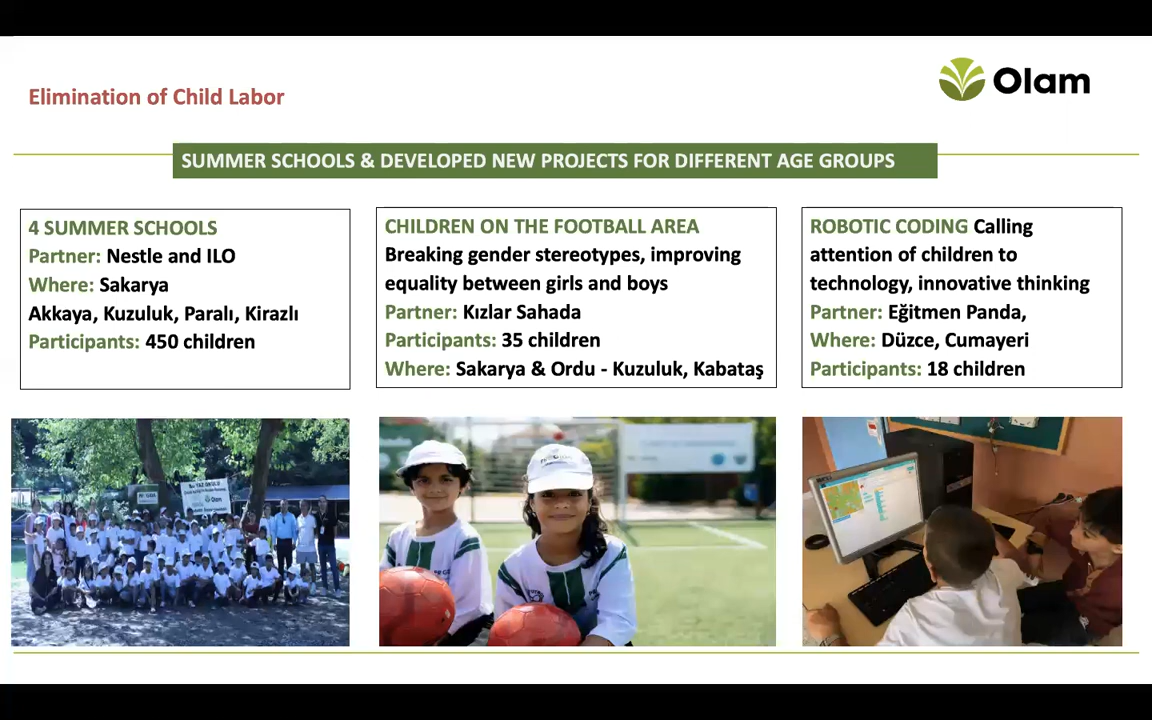 Olam
Elimination of Child Labor
SUMMER SCHOOLS & DEVELOPED NEW PROJECTS FOR DIFFERENT AGE GROUPS
4 SUMMER SCHOOLS
Partner: Nestle and ILO
Where: Sakarya
Akkaya, Kuzuluk, Paralı, Kirazlı
Participants: 450 children
CHILDREN ON THE FOOTBALL AREA
Breaking gender stereotypes, improving
equality between girls and boys
Partner: Kızlar Sahada
Participants: 35 children
Where: Sakarya & Ordu - Kuzuluk, Kabataş
ROBOTIC CODING Calling
attention of children to
technology, innovative thinking
Partner: Eğitmen Panda,
Where: Düzce, Cumayeri
Participants: 18 children
Olam